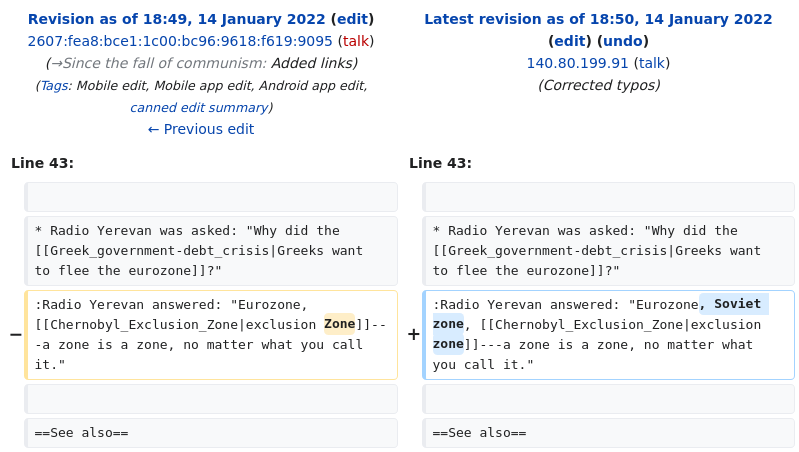 Revision as of 18:49, 14 January 2022 (edit)
2607:fea8:bce1:1c00:bc96:9618:f619:9095 (talk)
(→Since the fall of communism: Added links)
(Tags: Mobile edit, Mobile app edit, Android app edit,
canned edit summary)
← Previous edit
Latest revision as of 18:50, 14 January 2022
(edit) (undo)
140.80.199.91 (talk)
(Corrected typos)
Line 43:
Line 43:
* Radio Yerevan was asked: "Why did the
[[Greek_government-debt_crisis|Greeks want
to flee the eurozone]]?"
* Radio Yerevan was asked: "Why did the
[[Greek_government-debt_crisis|Greeks want
to flee the eurozone]]?"
−
:Radio Yerevan answered: "Eurozone,
[[Chernobyl_Exclusion_Zone|exclusion Zone]]--
-a zone is a zone, no matter what you call
it."
+
:Radio Yerevan answered: "Eurozone, Soviet
zone, [[Chernobyl_Exclusion_Zone|exclusion
zone]]---a zone is a zone, no matter what
you call it."
==See also==
==See also==